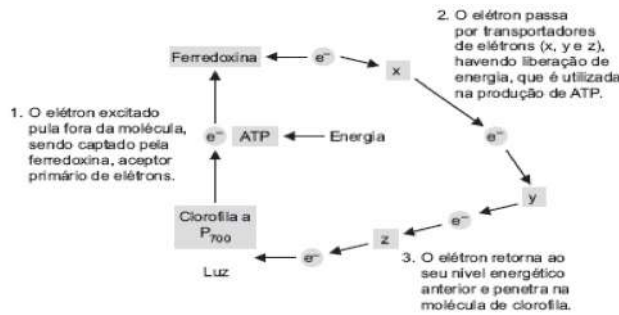 2. O elétron passa
por transportadores
de elétrons (x, y e z),
havendo liberação de
energia, que é utilizada
na produção de ATP.
Ferredoxina
e⁻
x
1. O elétron excitado
pula fora da molécula,
sendo captado pela
ferredoxina, aceptor
primário de elétrons.
e⁻
ATP
Energia
e⁻
y
Clorofila a
P₇₀₀
e⁻
z
e⁻
Luz
3. O elétron retorna ao
seu nível energético
anterior e penetra na
molécula de clorofila.